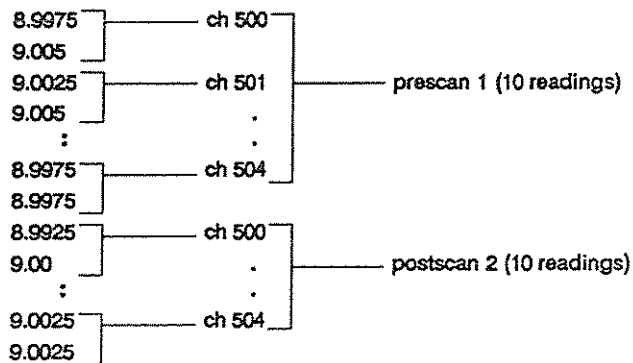 8.9975 ch 500
9.005
9.0025 ch 501 prescan 1 (10 readings)
9.005 .
: .
8.9975 ch 504
8.9975
8.9925 ch 500
9.00 . postscan 2 (10 readings)
: .
9.0025 ch 504
9.0025